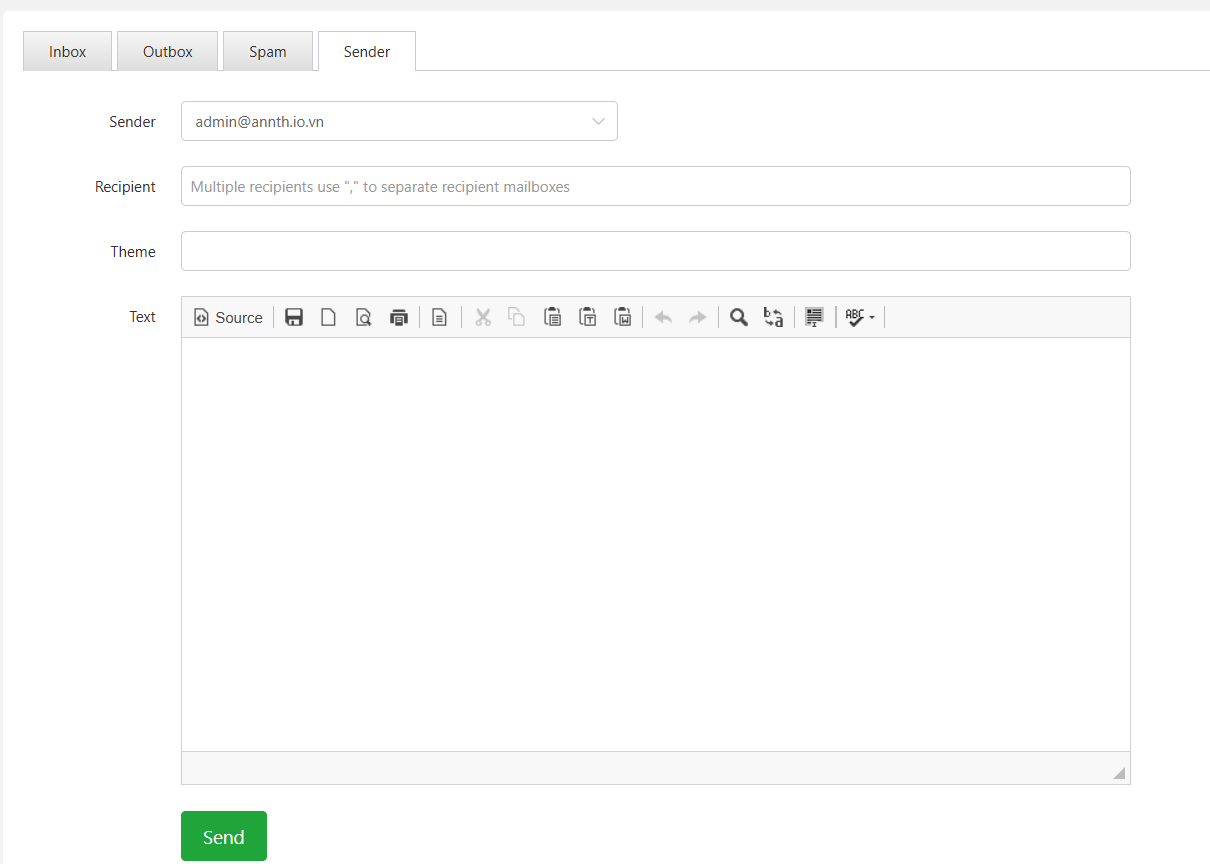 Inbox Outbox Spam Sender
Sender admin@annth.io.vn
Recipient Multiple recipients use "," to separate recipient mailboxes
Theme
Text Source ABC
Send